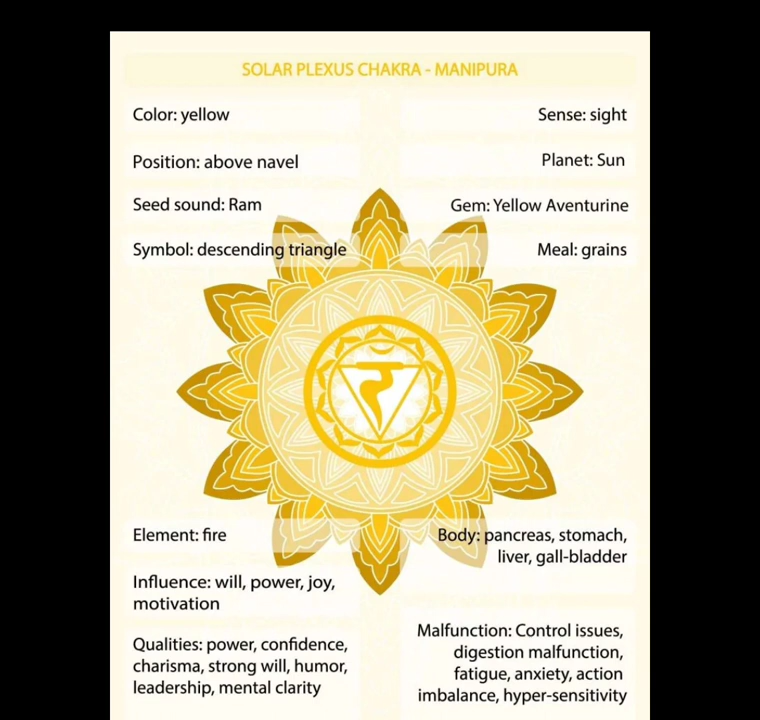 SOLAR PLEXUS CHAKRA - MANIPURA
Color: yellow
Sense: sight
Position: above navel
Planet: Sun
Seed sound: Ram
Gem: Yellow Aventurine
Symbol: descending triangle
Meal: grains
रं
Element: fire
Body: pancreas, stomach,
liver, gall-bladder
Influence: will, power, joy,
motivation
Qualities: power, confidence,
charisma, strong will, humor,
leadership, mental clarity
Malfunction: Control issues,
digestion malfunction,
fatigue, anxiety, action
imbalance, hyper-sensitivity